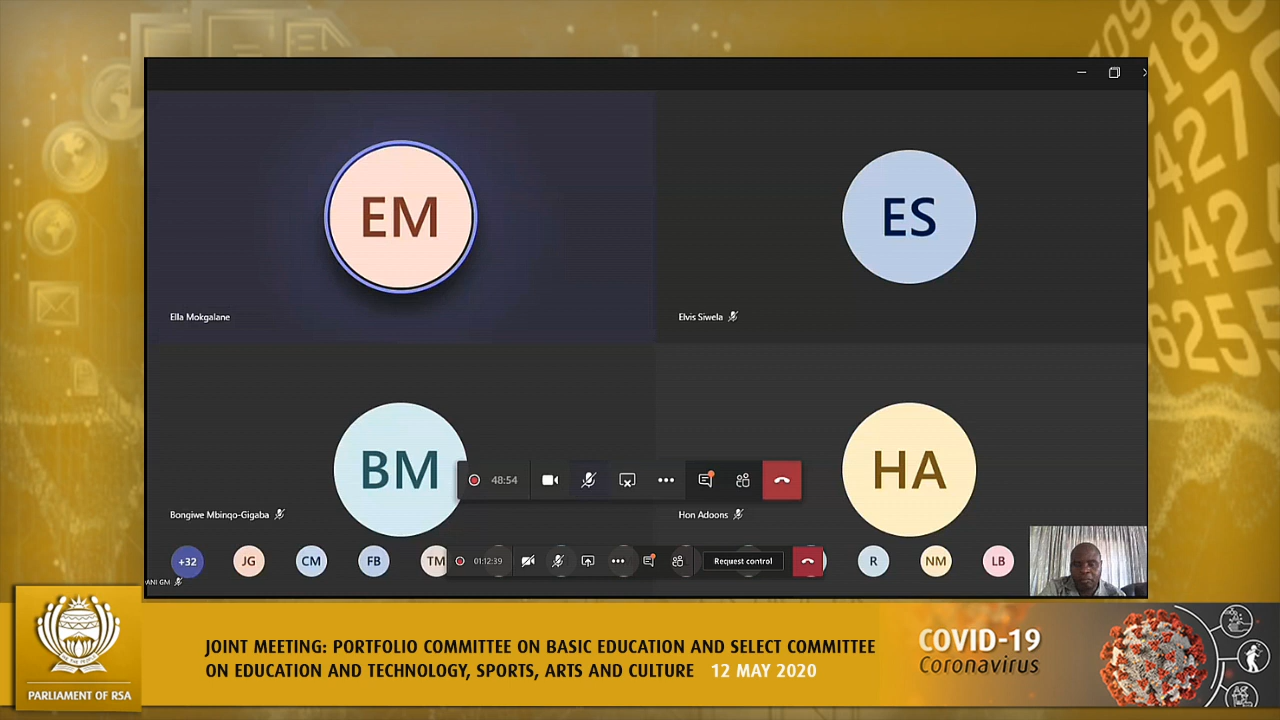 EM
ES
Ella Mokgalane
Elvis Siwela
BM
HA
48:54
Bongiwe Mbinqo-Gigaba
Hon Adoons
+32
JG
CM
FB
TM
01:12:39
Request control
R
NM
LB
GM
PARLIAMENT OF RSA
JOINT MEETING: PORTFOLIO COMMITTEE ON BASIC EDUCATION AND SELECT COMMITTEE
ON EDUCATION AND TECHNOLOGY, SPORTS, ARTS AND CULTURE 12 MAY 2020
COVID-19
Coronavirus